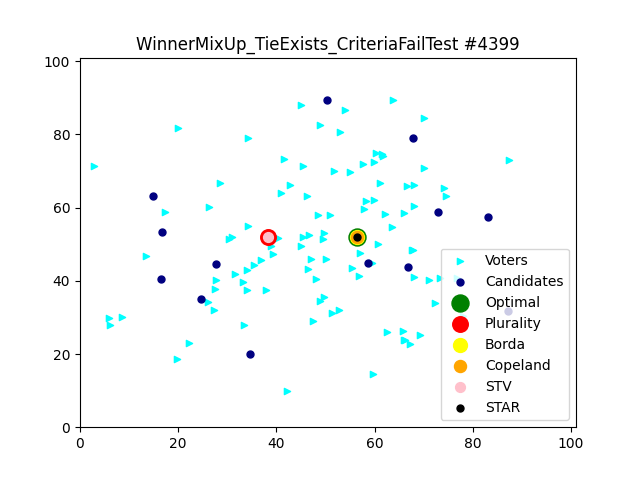 WinnerMixUp_TieExists_CriteriaFailTest #4399
100
80
60
40
20
0
0 20 40 60 80 100
Voters
Candidates
Optimal
Plurality
Borda
Copeland
STV
STAR